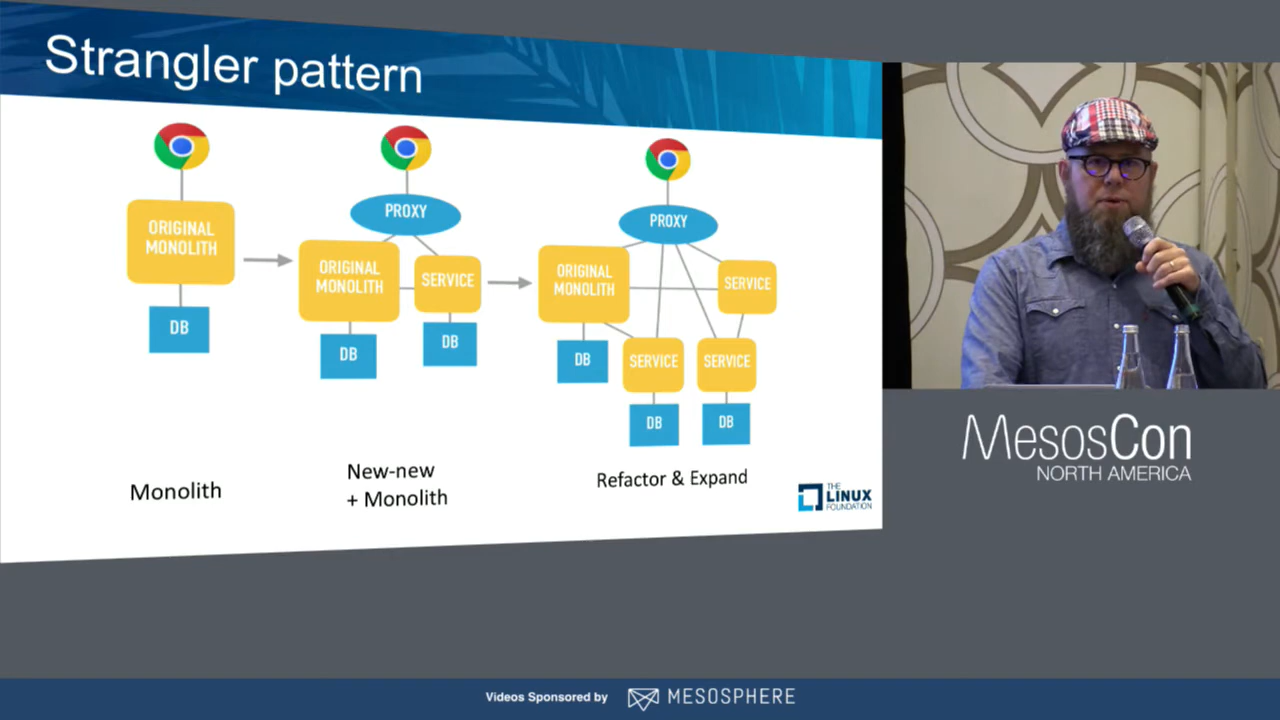 Strangler pattern
ORIGINAL
MONOLITH
DB
Monolith
PROXY
ORIGINAL
MONOLITH
SERVICE
DB
DB
New-new
+ Monolith
PROXY
ORIGINAL
MONOLITH
SERVICE
DB
SERVICE
SERVICE
DB
DB
Refactor & Expand
THE
LINUX
FOUNDATION
MesosCon
NORTH AMERICA
Videos Sponsored by
MESOSPHERE